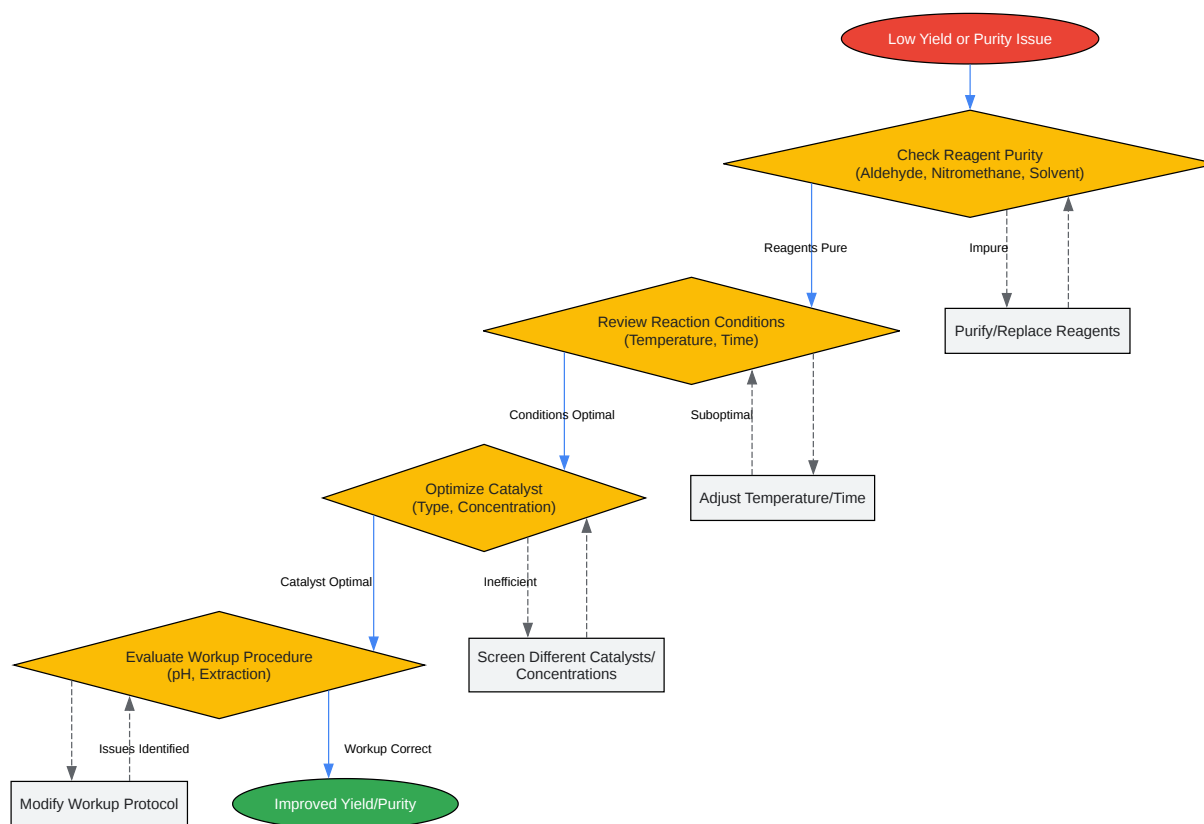 Low Yield or Purity Issue
Check Reagent Purity
(Aldehyde, Nitromethane, Solvent)
Reagents Pure
Impure
Review Reaction Conditions
(Temperature, Time)
Purify/Replace Reagents
Conditions Optimal
Suboptimal
Optimize Catalyst
(Type, Concentration)
Adjust Temperature/Time
Catalyst Optimal
Inefficient
Evaluate Workup Procedure
(pH, Extraction)
Screen Different Catalysts/
Concentrations
Issues Identified
Workup Correct
Modify Workup Protocol
Improved Yield/Purity